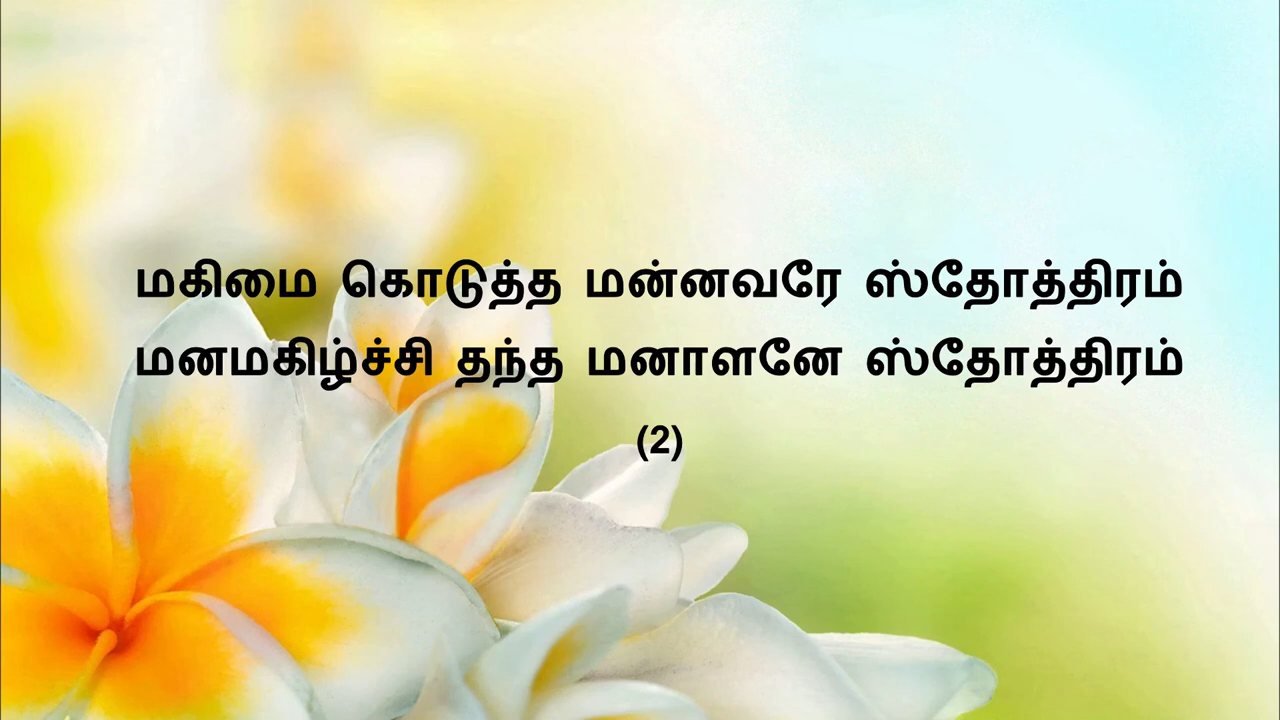 மகிமை கொடுத்த மன்னவரே ஸ்தோத்திரம்
மனமகிழ்ச்சி தந்த மனாளனே ஸ்தோத்திரம்
(2)